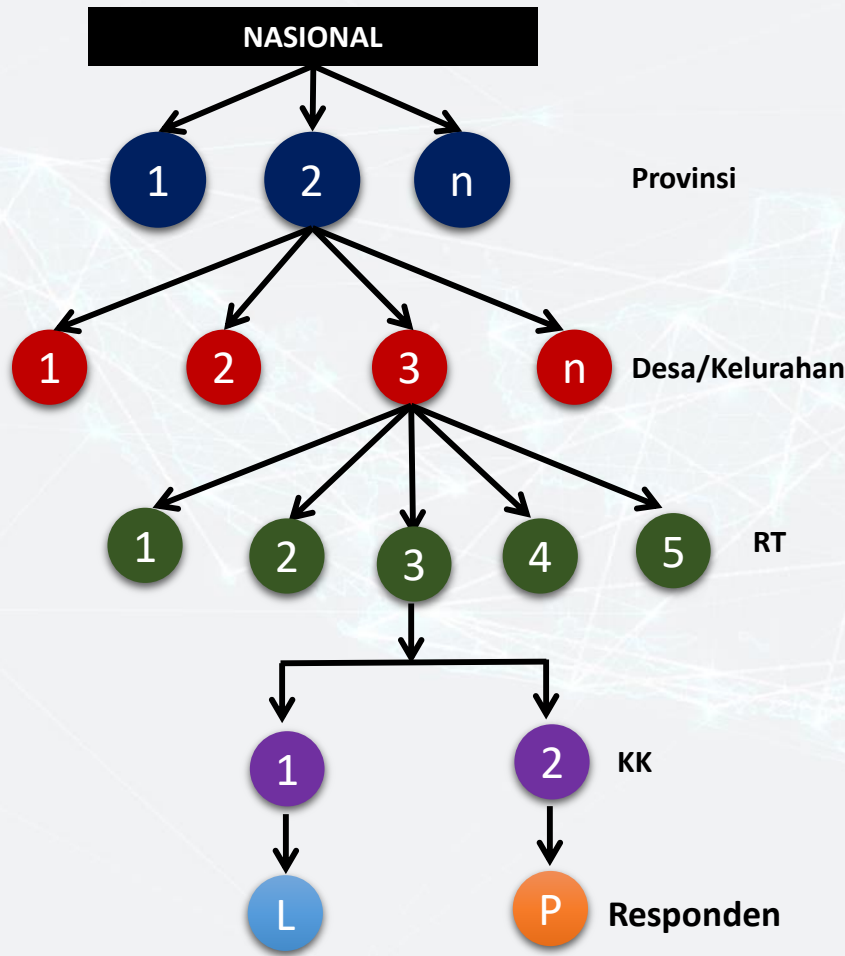 NASIONAL
1 2 n Provinsi
1 2 3 n Desa/Kelurahan
1 2 3 4 5 RT
1 2 KK
L P Responden